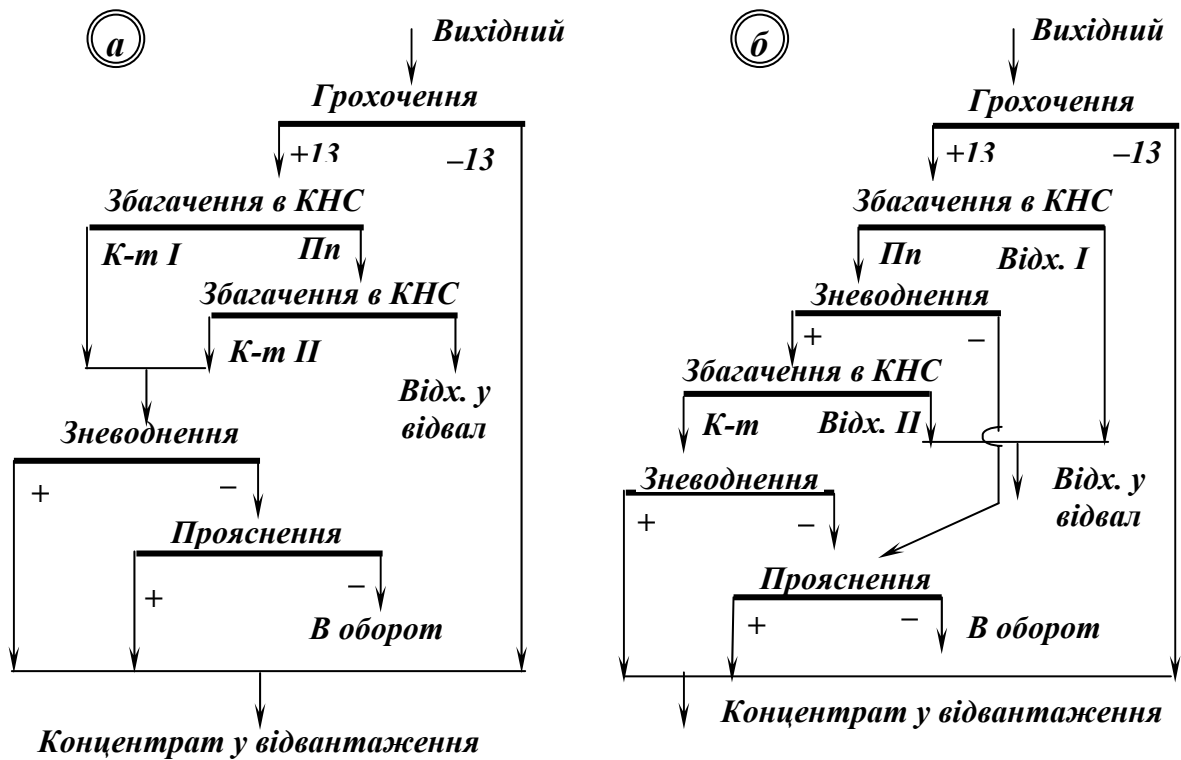 а
Вихідний
Грохочення
+13
–13
Збагачення в КНС
К-т I
Пп
Збагачення в КНС
К-т II
Відх. у
відвал
Зневоднення
+
–
Прояснення
+
–
В оборот
Концентрат у відвантаження
б
Вихідний
Грохочення
+13
–13
Збагачення в КНС
Пп
Відх. I
Зневоднення
+
–
Збагачення в КНС
К-т
Відх. II
Відх. у
відвал
Зневоднення
+
–
Прояснення
+
–
В оборот
Концентрат у відвантаження